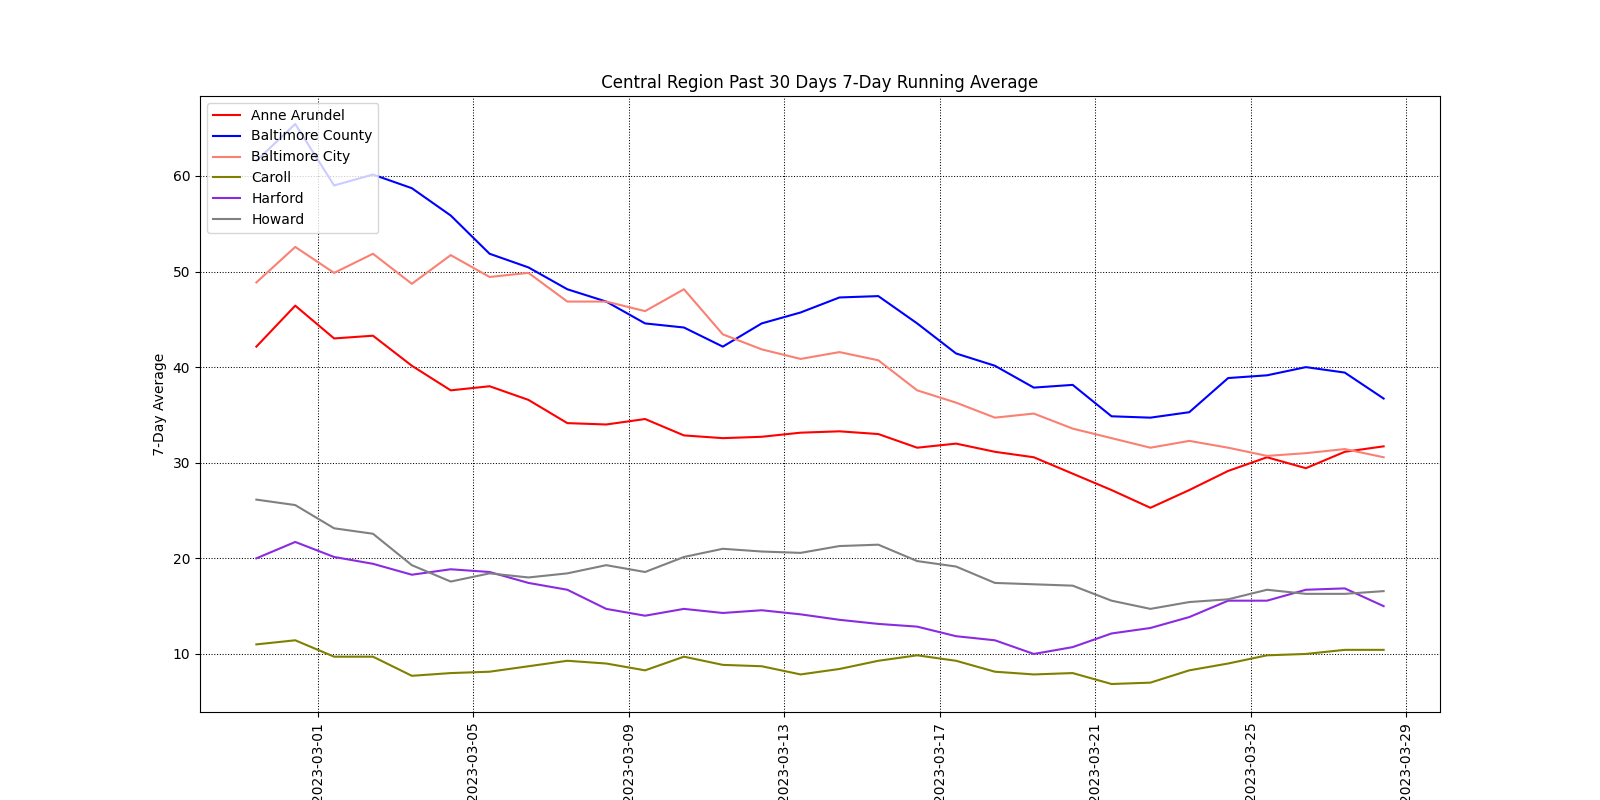 Central Region Past 30 Days 7-Day Running Average
Anne Arundel
Baltimore County
Baltimore City
Caroll
Harford
Howard
7-Day Average
60
50
40
30
20
10
2023-03-01
2023-03-05
2023-03-09
2023-03-13
2023-03-17
2023-03-21
2023-03-25
2023-03-29